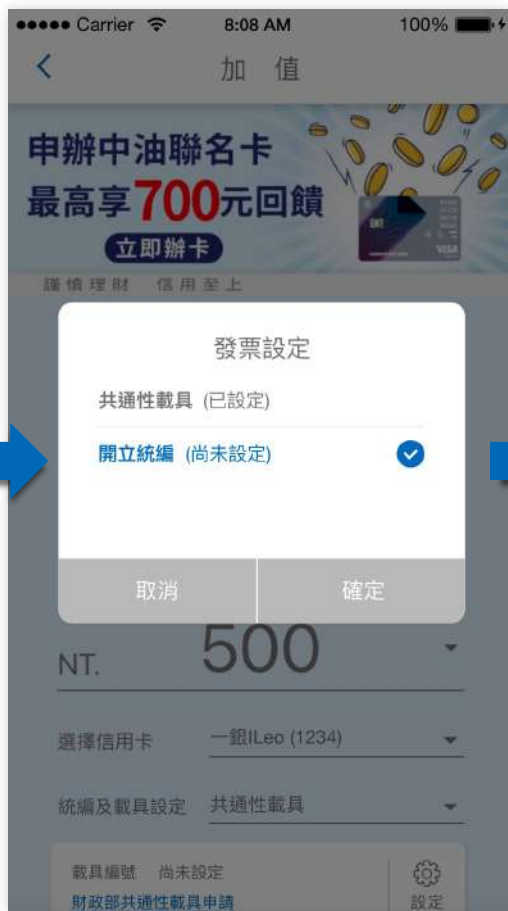 Carrier 8:08 AM 100%
加 值
申辦中油聯名卡
最高享700元回饋
立即辦卡
VISA
謹慎理財 信用至上
發票設定
共通性載具 (已設定)
開立統編 (尚未設定)
取消 確定
NT. 500
選擇信用卡 一銀ILeo (1234)
統編及載具設定 共通性載具
載具編號 尚未設定
財政部共通性載具申請 設定